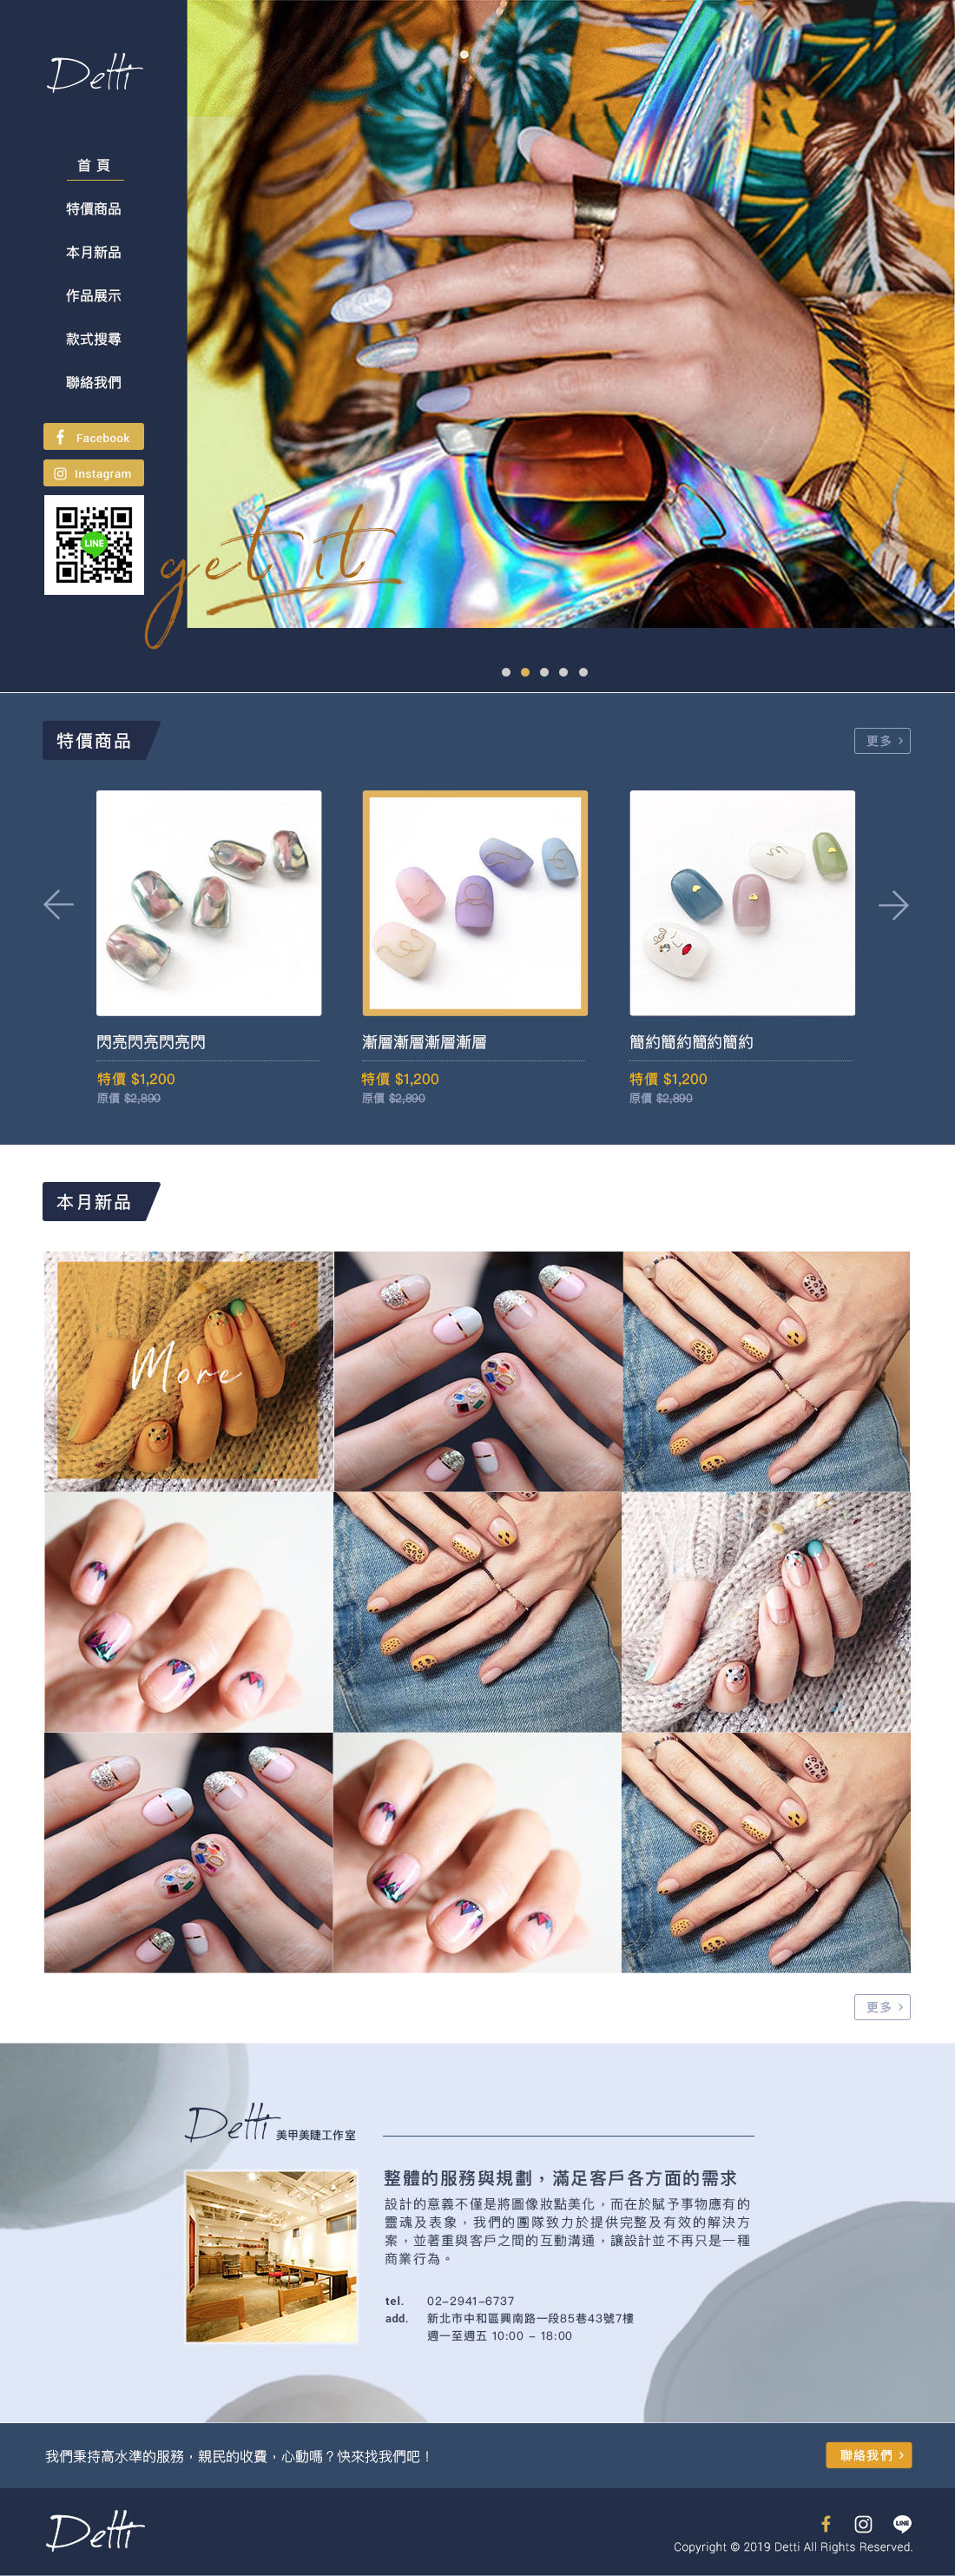 Detti
首 頁
特價商品
本月新品
作品展示
款式搜尋
聯絡我們
Facebook
Instagram
LINE
get it
特價商品
更多 >
閃亮閃亮閃亮閃
特價 $1,200
原價 $2,890
漸層漸層漸層漸層
特價 $1,200
原價 $2,890
簡約簡約簡約簡約
特價 $1,200
原價 $2,890
本月新品
More
更多 >
Detti 美甲美睫工作室
整體的服務與規劃，滿足客戶各方面的需求
設計的意義不僅是將圖像妝點美化，而在於賦予事物應有的
靈魂及表象，我們的團隊致力於提供完整及有效的解決方
案，並著重與客戶之間的互動溝通，讓設計並不再只是一種
商業行為。
tel. 02-2941-6737
add. 新北市中和區興南路一段85巷43號7樓
週一至週五 10:00 - 18:00
我們秉持高水準的服務，親民的收費，心動嗎？快來找我們吧！
聯絡我們 >
Detti
LINE
Copyright © 2019 Detti All Rights Reserved.